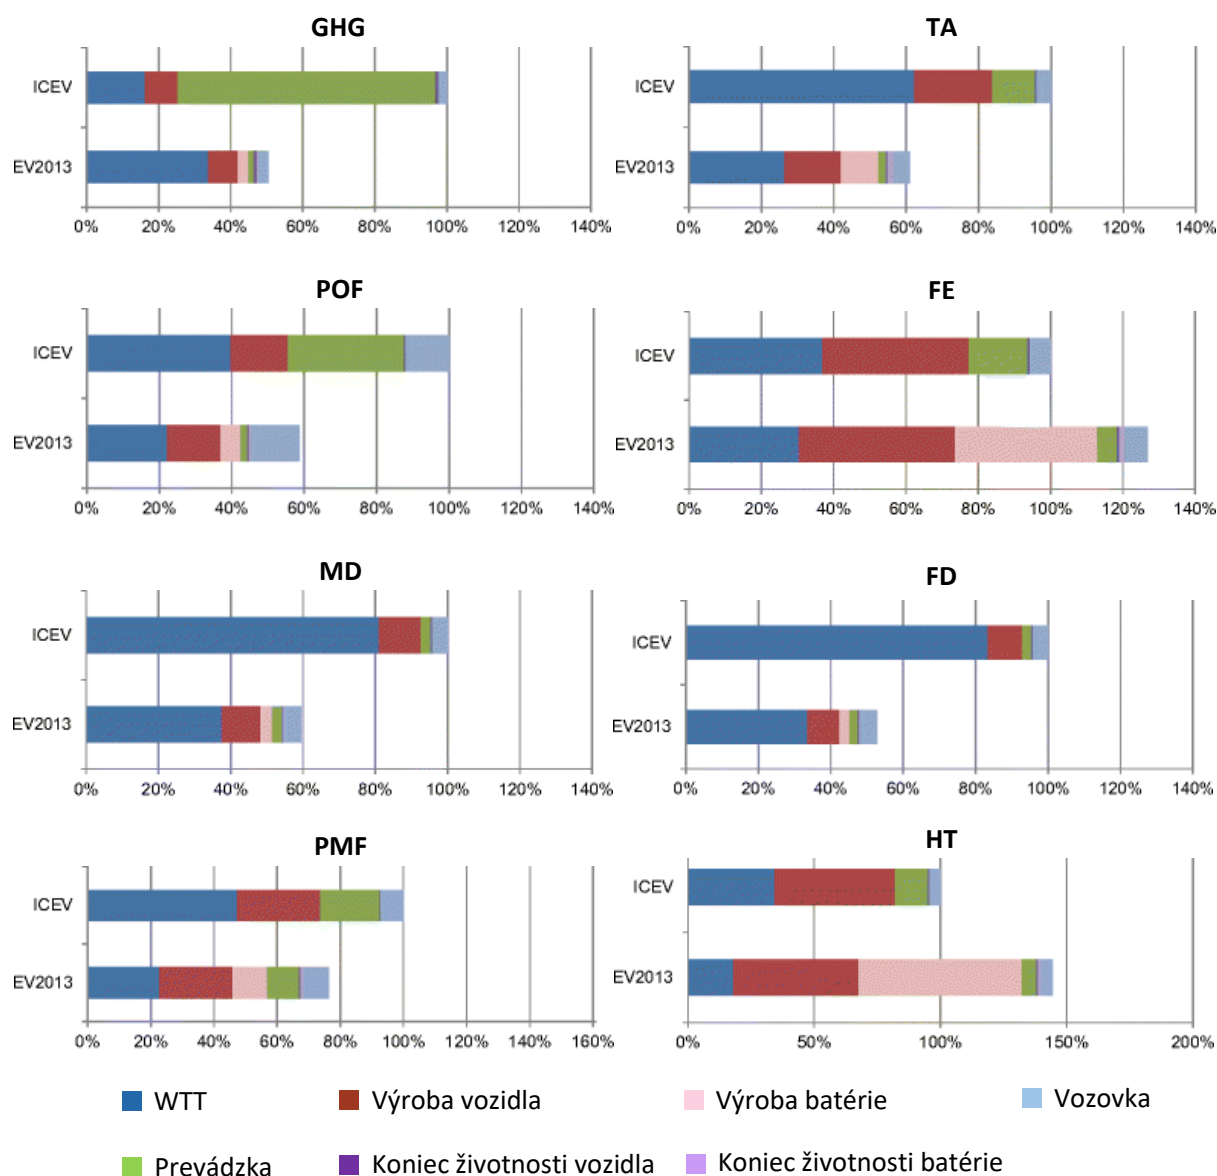 GHG
ICEV
EV2013
0% 20% 40% 60% 80% 100% 120% 140%
TA
ICEV
EV2013
0% 20% 40% 60% 80% 100% 120% 140%
POF
ICEV
EV2013
0% 20% 40% 60% 80% 100% 120% 140%
FE
ICEV
EV2013
0% 20% 40% 60% 80% 100% 120% 140%
MD
ICEV
EV2013
0% 20% 40% 60% 80% 100% 120% 140%
FD
ICEV
EV2013
0% 20% 40% 60% 80% 100% 120% 140%
PMF
ICEV
EV2013
0% 20% 40% 60% 80% 100% 120% 140% 160%
HT
ICEV
EV2013
0% 50% 100% 150% 200%
WTT Výroba vozidla Výroba batérie Vozovka
Prevádzka Koniec životnosti vozidla Koniec životnosti batérie